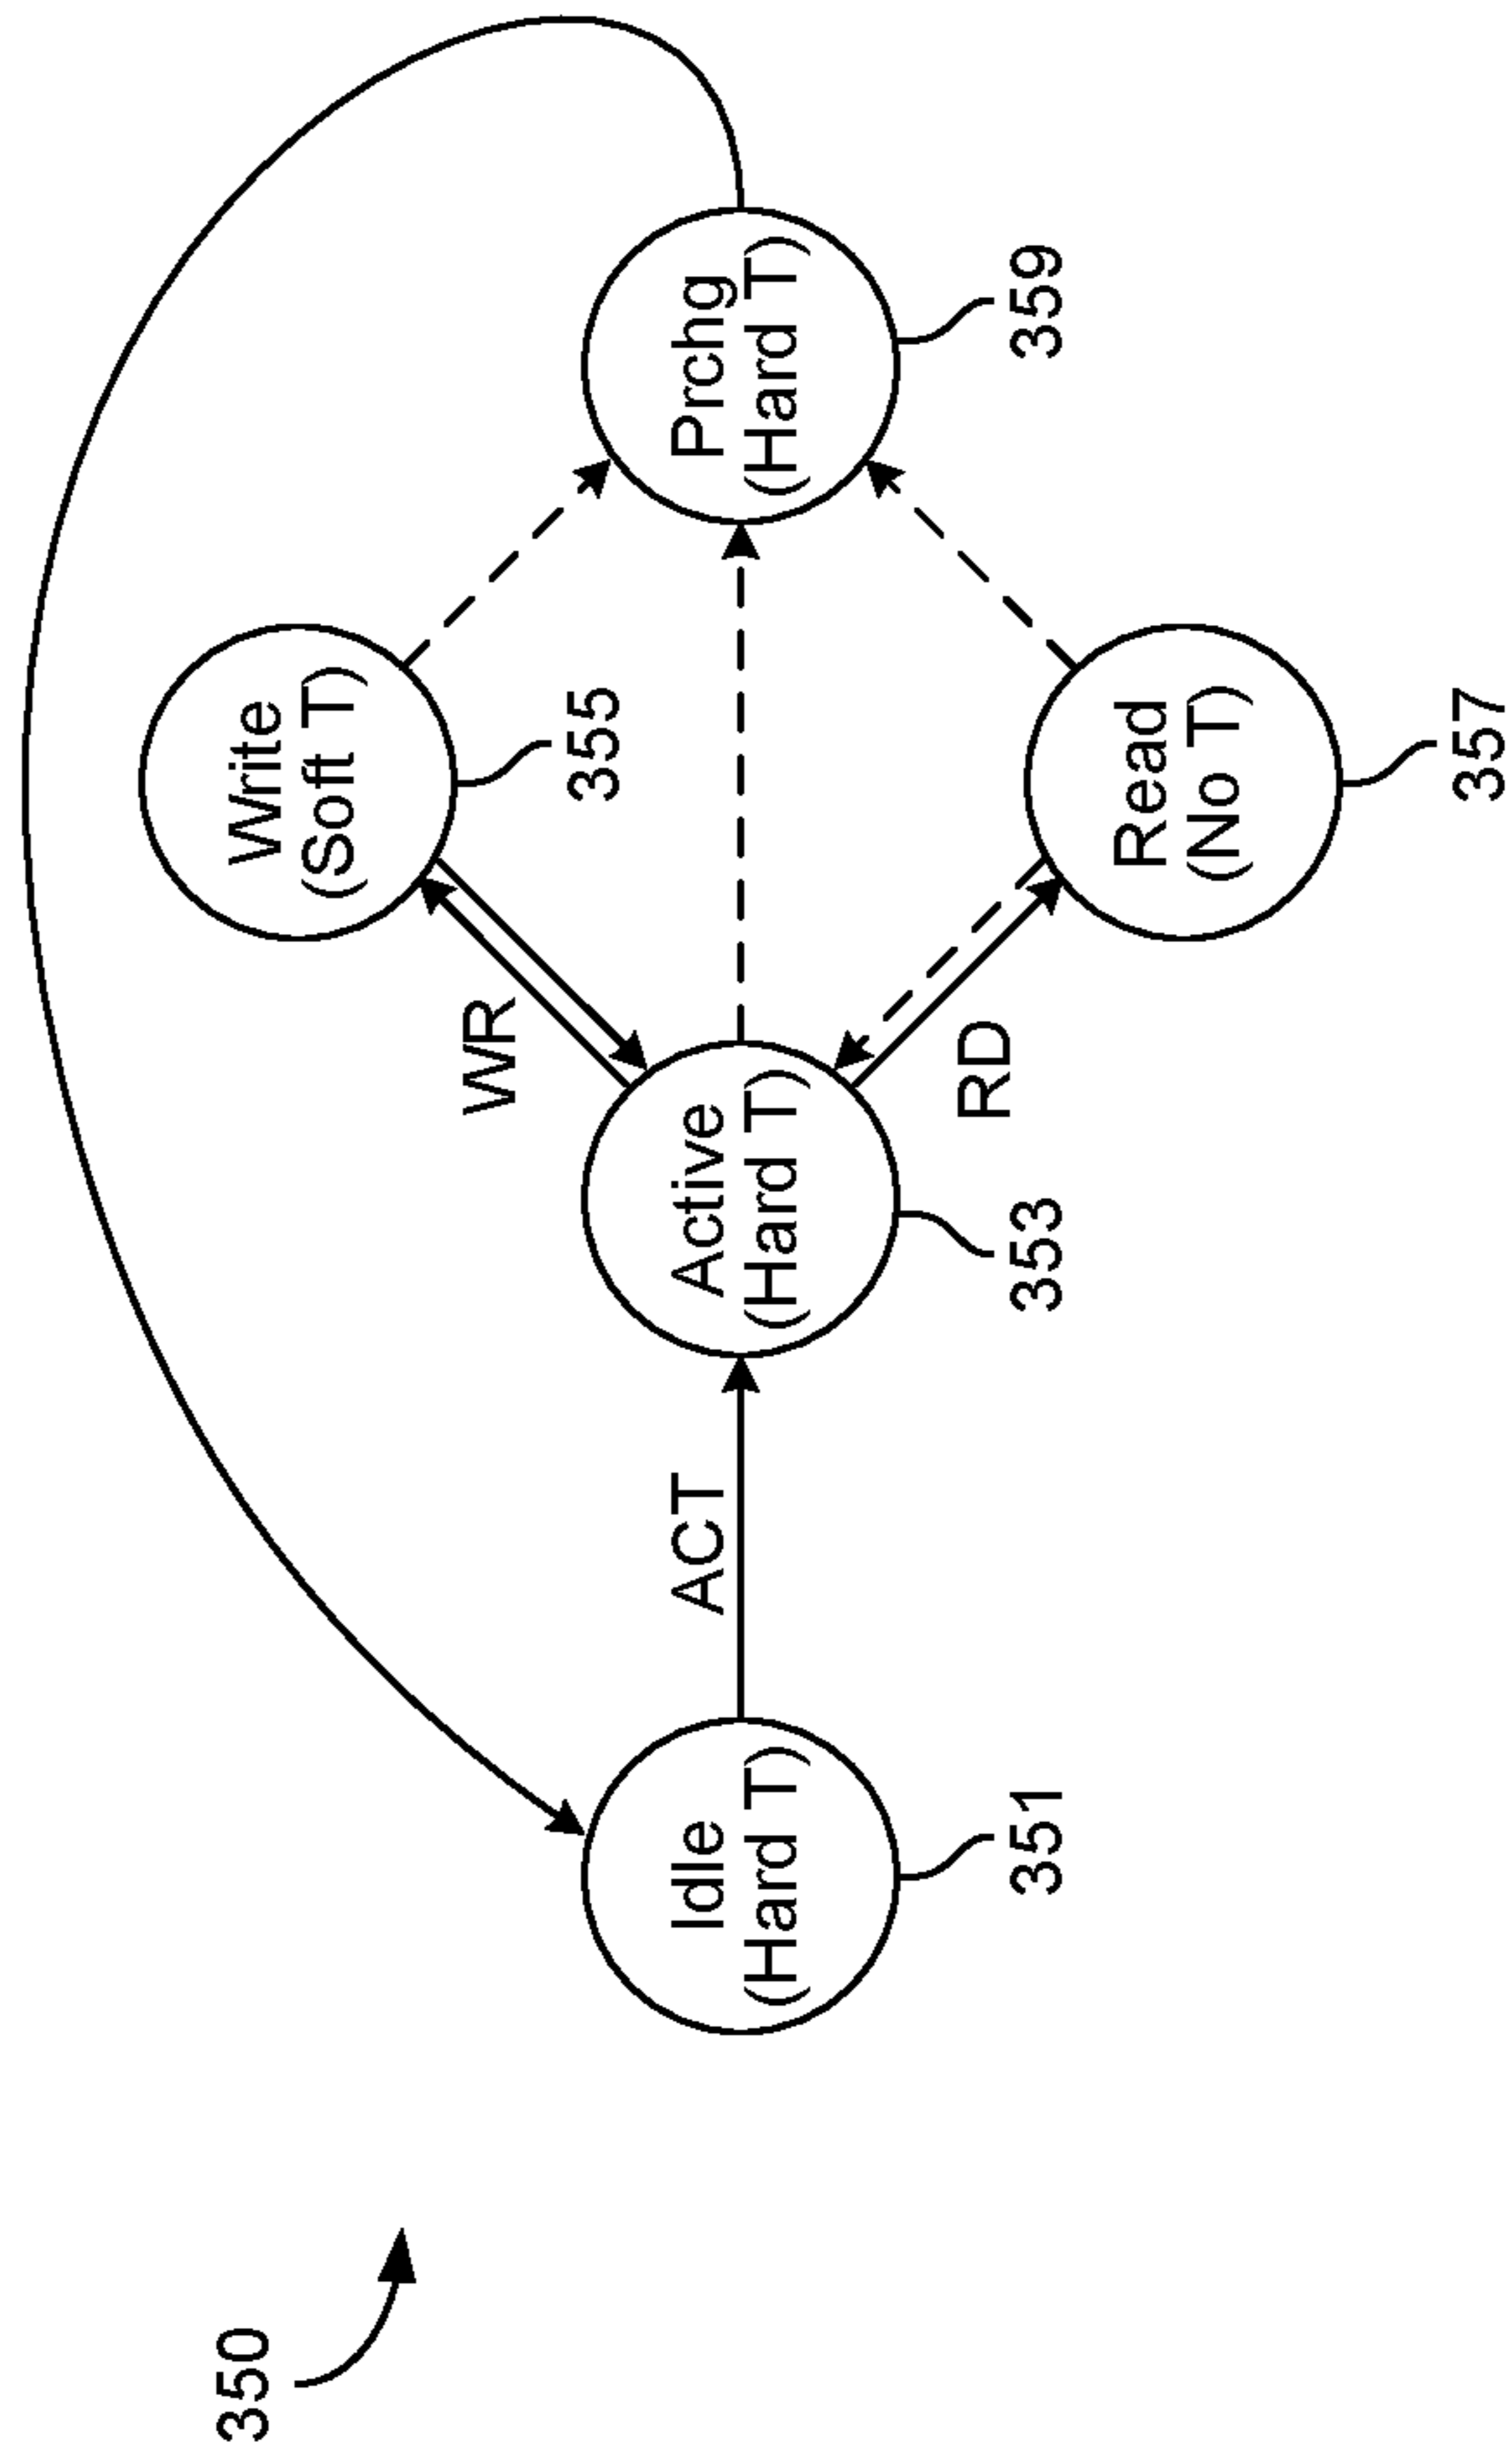 350
Write
(Soft T)
355
WR
ACT
Idle
(Hard T)
351
Active
(Hard T)
353
Prchg
(Hard T)
359
RD
Read
(No T)
357